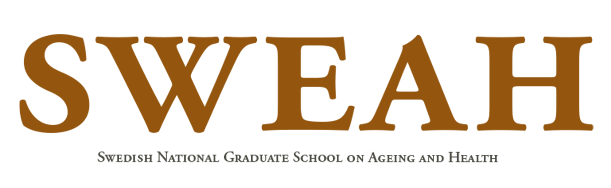 SWEAH
Swedish National Graduate School on Ageing and Health